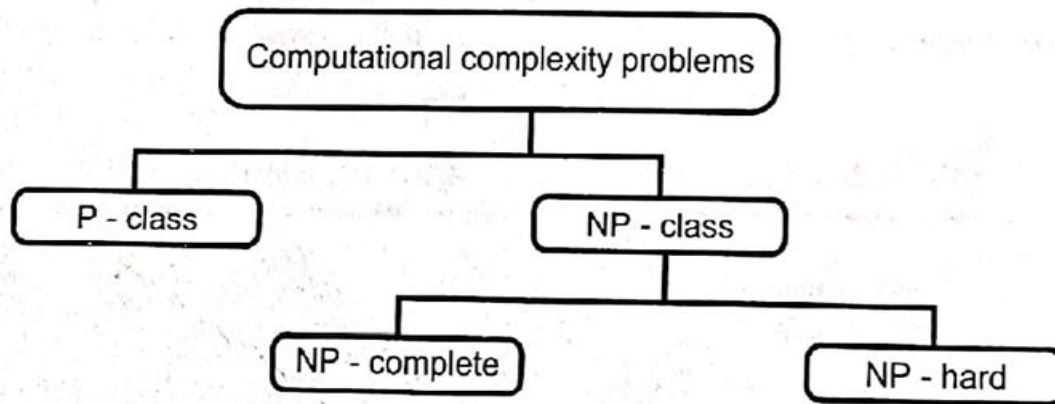 Computational complexity problems
P - class
NP - class
NP - complete
NP - hard